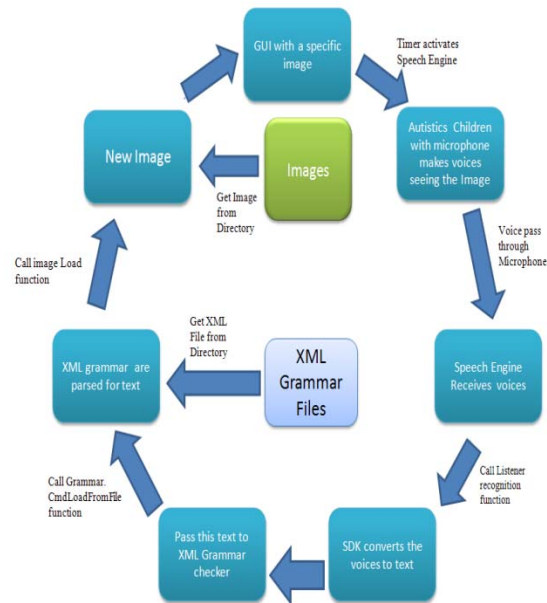 GUI with a specific
image
Timer activates
Speech Engine
Autistics Children
with microphone
makes voices
seeing the Image
Voice pass
through
Microphone
Speech Engine
Receives voices
Call Listener
recognition
function
SDK converts the
voices to text
Pass this text to
XML Grammar
checker
Call Grammar.
CmdLoadFromFile
function
XML grammar are
parsed for text
Get XML
File from
Directory
XML
Grammar
Files
Call image Load
function
New Image
Get Image
from
Directory
Images